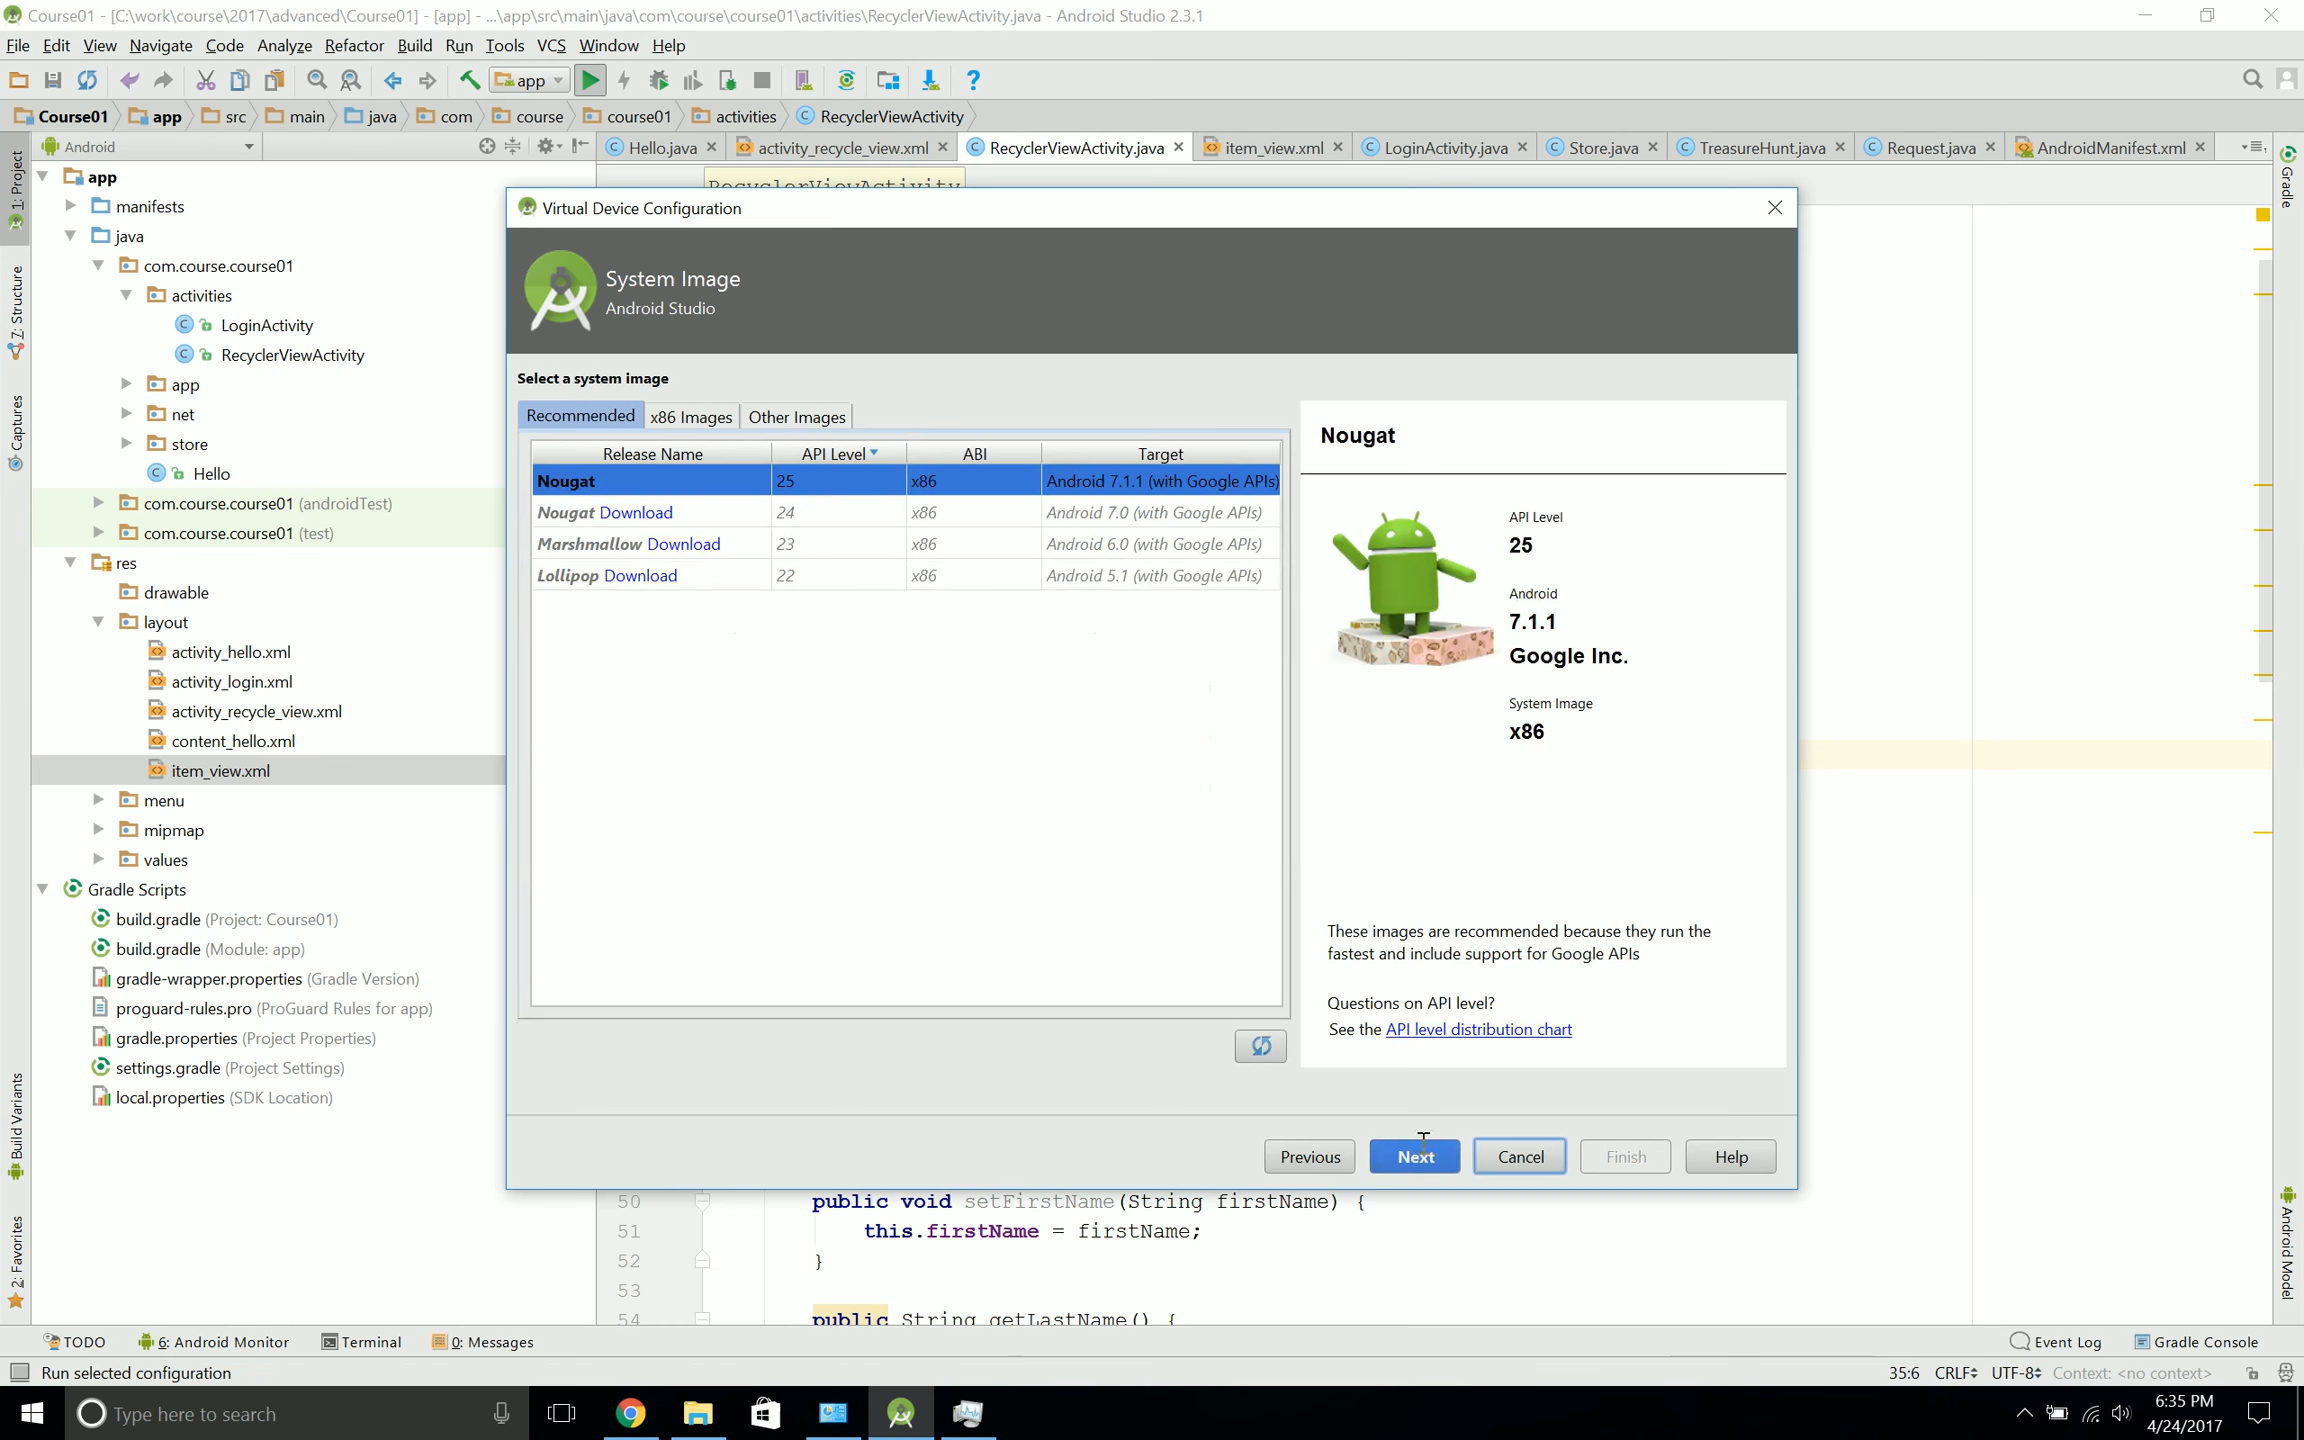 Course01 - [C:\work\course\2017\advanced\Course01] - [app] - ...\app\src\main\java\com\course\course01\activities\RecyclerViewActivity.java - Android Studio 2.3.1
File Edit View Navigate Code Analyze Refactor Build Run Tools VCS Window Help
app
Course01 app src main java com course course01 activities RecyclerViewActivity
Android
Hello.java activity_recycle_view.xml RecyclerViewActivity.java item_view.xml LoginActivity.java Store.java TreasureHunt.java Request.java AndroidManifest.xml
1: Project
7: Structure
Captures
Build Variants
2: Favorites
app
manifests
java
com.course.course01
activities
LoginActivity
RecyclerViewActivity
app
net
store
Hello
com.course.course01 (androidTest)
com.course.course01 (test)
res
drawable
layout
activity_hello.xml
activity_login.xml
activity_recycle_view.xml
content_hello.xml
item_view.xml
menu
mipmap
values
Gradle Scripts
build.gradle (Project: Course01)
build.gradle (Module: app)
gradle-wrapper.properties (Gradle Version)
proguard-rules.pro (ProGuard Rules for app)
gradle.properties (Project Properties)
settings.gradle (Project Settings)
local.properties (SDK Location)
RecyclerViewActivity
Virtual Device Configuration
System Image
Android Studio
Select a system image
Recommended x86 Images Other Images
Release Name API Level ABI Target
Nougat 25 x86 Android 7.1.1 (with Google APIs)
Nougat Download 24 x86 Android 7.0 (with Google APIs)
Marshmallow Download 23 x86 Android 6.0 (with Google APIs)
Lollipop Download 22 x86 Android 5.1 (with Google APIs)
Nougat
API Level
25
Android
7.1.1
Google Inc.
System Image
x86
These images are recommended because they run the
fastest and include support for Google APIs
Questions on API level?
See the API level distribution chart
Previous Next Cancel Finish Help
50 public void setFirstName(String firstName) {
51 this.firstName = firstName;
52 }
53
54 public String getLastName() {
Gradle
Android Model
TODO 6: Android Monitor Terminal 0: Messages Event Log Gradle Console
Run selected configuration 35:6 CRLF UTF-8 Context: <no context>
Type here to search
6:35 PM
4/24/2017